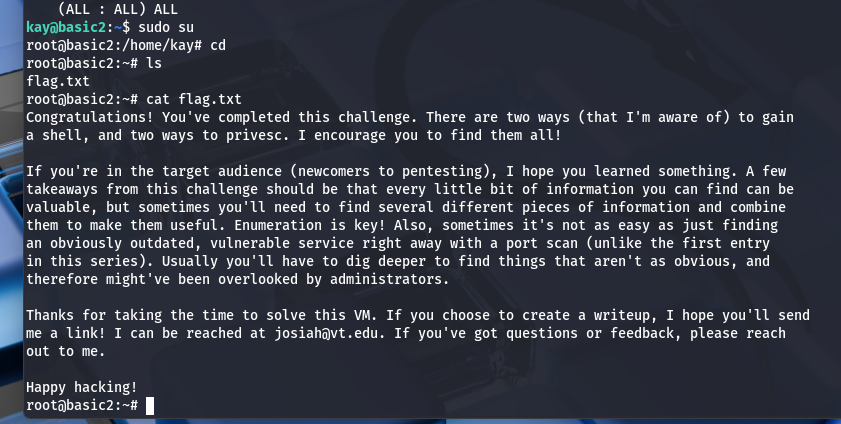 (ALL : ALL) ALL
kay@basic2:~$ sudo su
root@basic2:/home/kay# cd
root@basic2:~# ls
flag.txt
root@basic2:~# cat flag.txt
Congratulations! You've completed this challenge. There are two ways (that I'm aware of) to gain
a shell, and two ways to privesc. I encourage you to find them all!
If you're in the target audience (newcomers to pentesting), I hope you learned something. A few
takeaways from this challenge should be that every little bit of information you can find can be
valuable, but sometimes you'll need to find several different pieces of information and combine
them to make them useful. Enumeration is key! Also, sometimes it's not as easy as just finding
an obviously outdated, vulnerable service right away with a port scan (unlike the first entry
in this series). Usually you'll have to dig deeper to find things that aren't as obvious, and
therefore might've been overlooked by administrators.
Thanks for taking the time to solve this VM. If you choose to create a writeup, I hope you'll send
me a link! I can be reached at josiah@vt.edu. If you've got questions or feedback, please reach
out to me.
Happy hacking!
root@basic2:~#